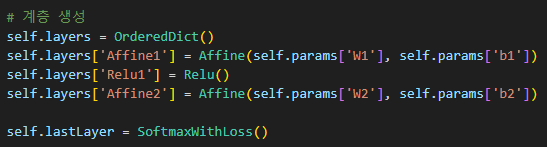 # 계층 생성
self.layers = OrderedDict()
self.layers['Affine1'] = Affine(self.params['W1'], self.params['b1'])
self.layers['Relu1'] = Relu()
self.layers['Affine2'] = Affine(self.params['W2'], self.params['b2'])
self.lastLayer = SoftmaxWithLoss()